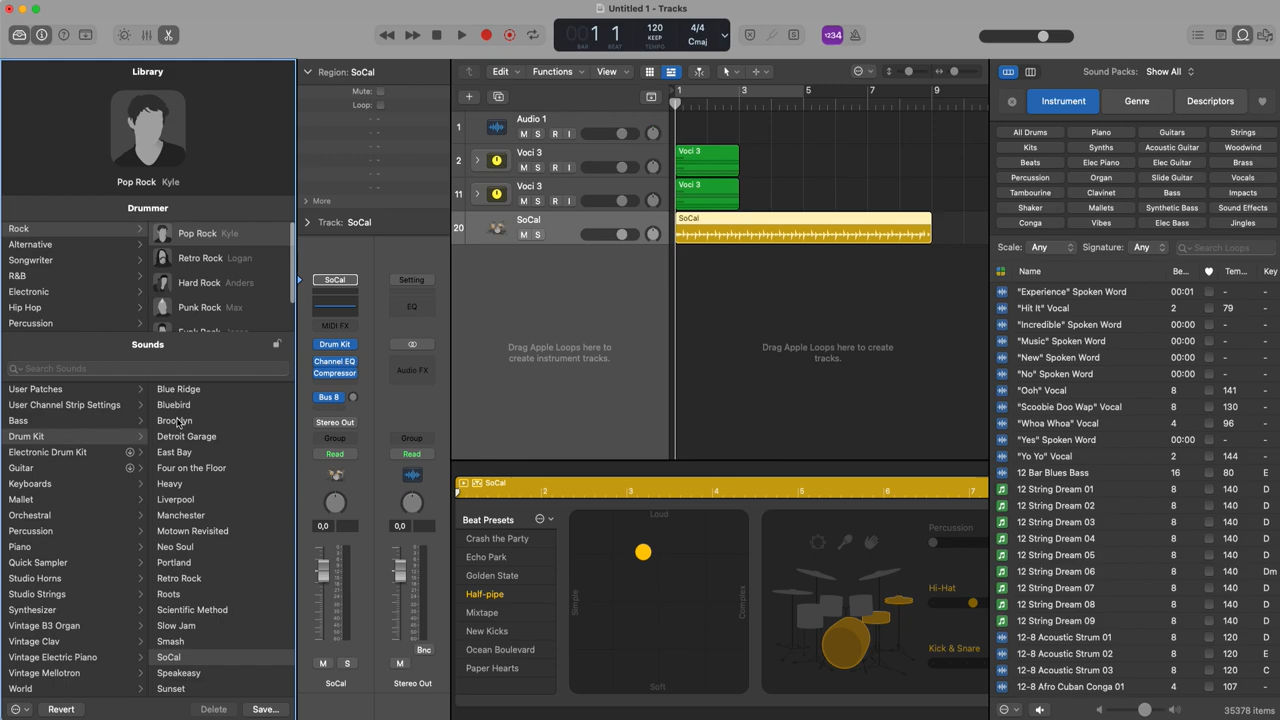 Untitled 1 - Tracks
001 1
BAR BEAT
120
KEEP
TEMPO
4/4
Cmaj
1234
S
Library
Pop Rock Kyle
Drummer
Rock
Alternative
Songwriter
R&B
Electronic
Hip Hop
Percussion
Pop Rock Kyle
Retro Rock Logan
Hard Rock Anders
Punk Rock Max
Sounds
Search Sounds
User Patches
User Channel Strip Settings
Bass
Drum Kit
Electronic Drum Kit
Guitar
Keyboards
Mallet
Orchestral
Percussion
Piano
Quick Sampler
Studio Horns
Studio Strings
Synthesizer
Vintage B3 Organ
Vintage Clav
Vintage Electric Piano
Vintage Mellotron
World
Blue Ridge
Bluebird
Brooklyn
Detroit Garage
East Bay
Four on the Floor
Heavy
Liverpool
Manchester
Motown Revisited
Neo Soul
Portland
Retro Rock
Roots
Scientific Method
Slow Jam
Smash
SoCal
Speakeasy
Sunset
Revert
Delete
Save...
Region: SoCal
Mute:
Loop:
More
Track: SoCal
SoCal
MIDI FX
Drum Kit
Channel EQ
Compressor
Bus 8
Stereo Out
Group
Read
0,0
M S
SoCal
Setting
EQ
Audio FX
Group
Read
0,0
Bnc
M
Stereo Out
Edit Functions View
1 3 5 7 9
1 Audio 1
M S R I
2 Voci 3
M S R I
11 Voci 3
M S R I
20 SoCal
M S
Voci 3
Voci 3
SoCal
Drag Apple Loops here to
create instrument tracks.
Drag Apple Loops here to create
tracks.
SoCal
2 3 4 5 6 7
Beat Presets
Crash the Party
Echo Park
Golden State
Half-pipe
Mixtape
New Kicks
Ocean Boulevard
Paper Hearts
Loud
Simple
Complex
Soft
Percussion
Hi-Hat
Kick & Snare
Sound Packs: Show All
Instrument Genre Descriptors
All Drums Piano Guitars Strings
Kits Synths Acoustic Guitar Woodwind
Beats Elec Piano Elec Guitar Brass
Percussion Organ Slide Guitar Vocals
Tambourine Clavinet Bass Impacts
Shaker Mallets Synthetic Bass Sound Effects
Conga Vibes Elec Bass Jingles
Scale: Any Signature: Any Search Loops
Name Be... Tem... Key
"Experience" Spoken Word 00:01 -  -
"Hit It" Vocal 2 79
"Incredible" Spoken Word 00:00 - -
"Music" Spoken Word 00:00 - -
"New" Spoken Word 00:00 - -
"No" Spoken Word 00:00 - -
"Ooh" Vocal 8 141
"Scoobie Doo Wap" Vocal 8 130
"Whoa Whoa" Vocal 4 96
"Yes" Spoken Word 00:00 - -
"Yo Yo" Vocal 2 144
12 Bar Blues Bass 16 80 E
12 String Dream 01 8 140 D
12 String Dream 02 8 140 D
12 String Dream 03 8 140 D
12 String Dream 04 8 140 D
12 String Dream 05 8 140 D
12 String Dream 06 8 140 Dm
12 String Dream 07 8 140 D
12 String Dream 08 8 140 D
12 String Dream 09 8 140 D
12-8 Acoustic Strum 01 8 120 D
12-8 Acoustic Strum 02 8 120 E
12-8 Acoustic Strum 03 8 120 C
12-8 Afro Cuban Conga 01 4 107 -
35378 items